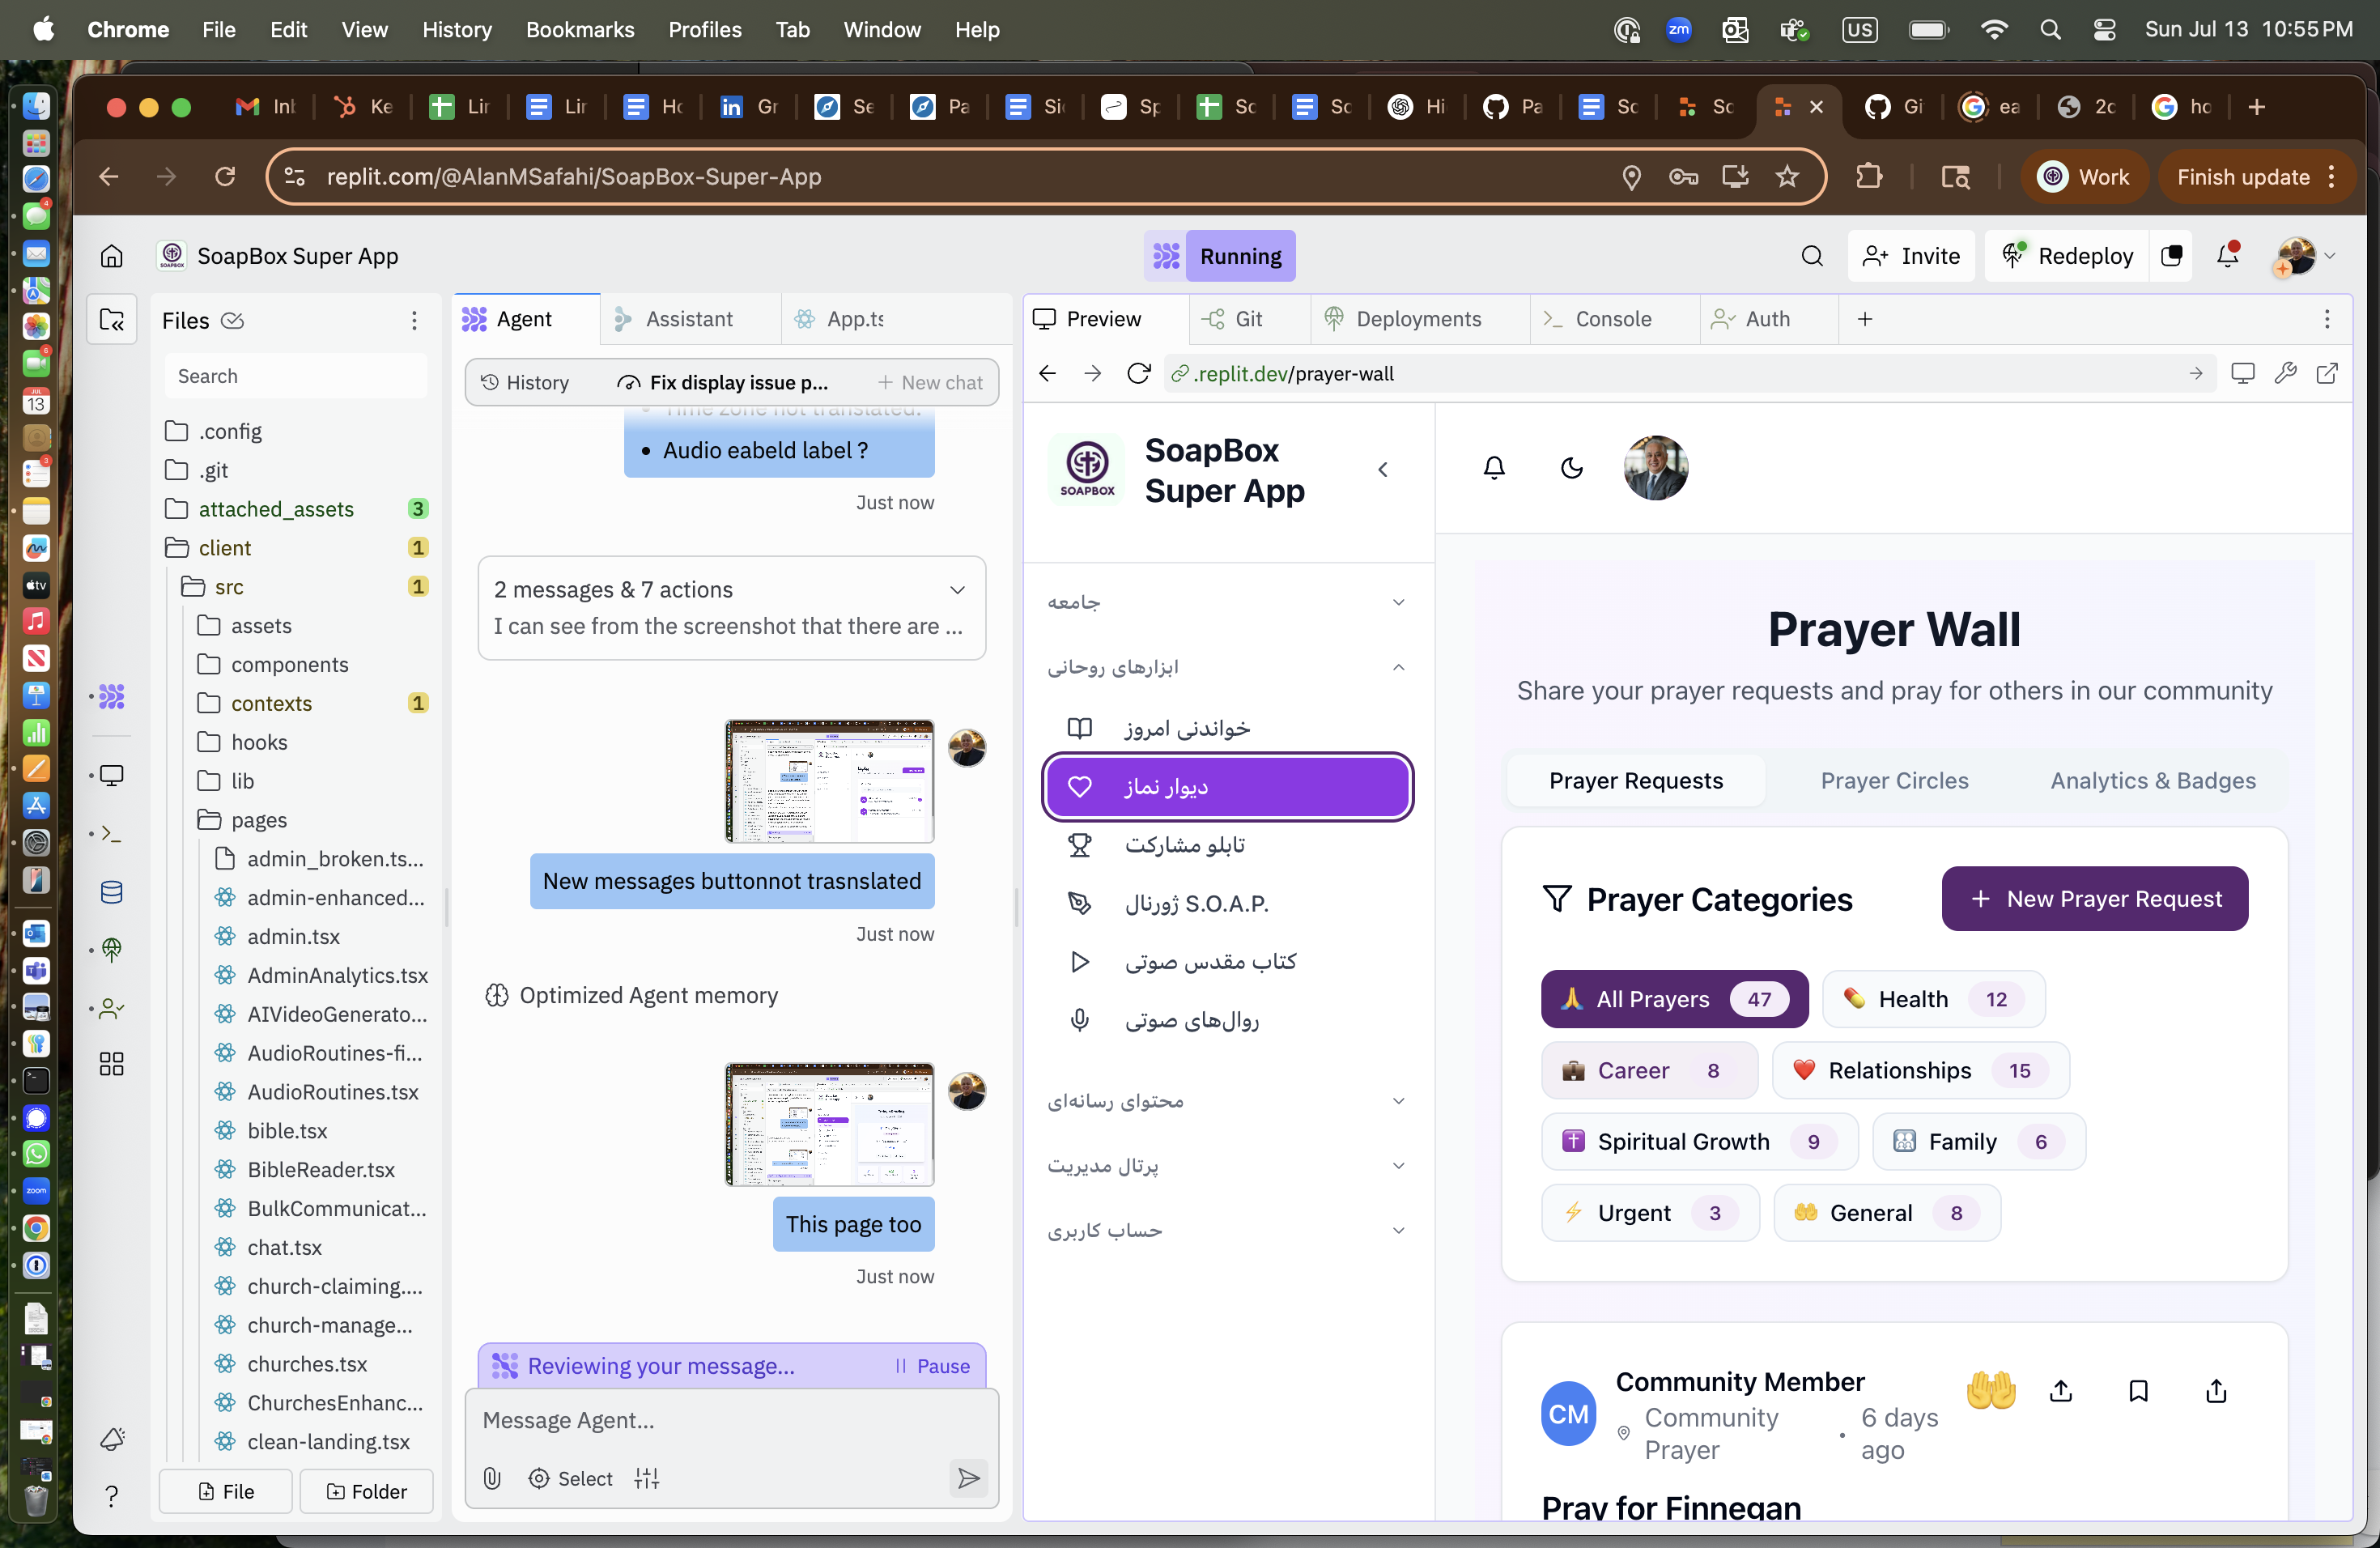 Chrome File Edit View History Bookmarks Profiles Tab Window Help
zm
US
Sun Jul 13 10:55 PM
Int
Ke
Lir
Lir
Hc
Gr
Se
Pa
Sic
Sp
Sc
Sc
Hi
Pa
Sc
Sc
Gi
ea
2c
hc
replit.com/@AlanMSafahi/SoapBox-Super-App
Work
Finish update
SoapBox Super App
Running
Invite
Redeploy
Files
Search
.config
.git
attached_assets 3
client 1
src 1
assets
components
contexts 1
hooks
lib
pages
admin_broken.ts...
admin-enhanced...
admin.tsx
AdminAnalytics.tsx
AIVideoGenerato...
AudioRoutines-fi...
AudioRoutines.tsx
bible.tsx
BibleReader.tsx
BulkCommunicat...
chat.tsx
church-claiming....
church-manage...
churches.tsx
ChurchesEnhanc...
clean-landing.tsx
File
Folder
Agent
Assistant
App.ts
History
Fix display issue p...
New chat
Time zone not translated.
• Audio eabeld label ?
Just now
2 messages & 7 actions
I can see from the screenshot that there are ...
New messages buttonnot trasnslated
Just now
Optimized Agent memory
This page too
Just now
Reviewing your message...
Pause
Message Agent...
Select
Preview
Git
Deployments
Console
Auth
.replit.dev/prayer-wall
SOAPBOX
SoapBox
Super App
جامعه
ابزارهای روحانی
خواندنی امروز
دیوار نماز
تابلو مشارکت
ژورنال S.O.A.P.
کتاب مقدس صوتی
روال‌های صوتی
محتوای رسانه‌ای
پرتال مدیریت
حساب کاربری
Prayer Wall
Share your prayer requests and pray for others in our community
Prayer Requests
Prayer Circles
Analytics & Badges
Prayer Categories
New Prayer Request
All Prayers 47
Health 12
Career 8
Relationships 15
Spiritual Growth 9
Family 6
Urgent 3
General 8
CM
Community Member
Community Prayer
• 6 days ago
Pray for Finnegan